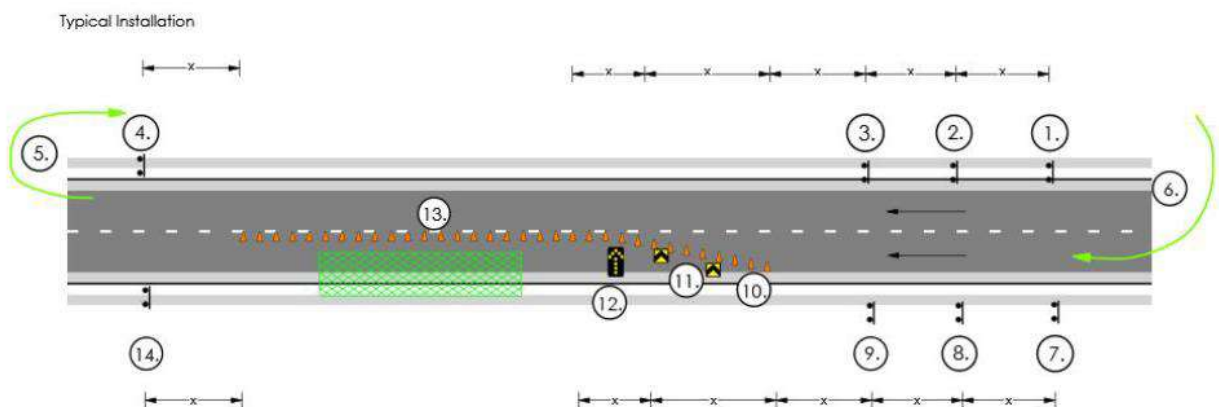 Typical Installation
x x x x x x
4. 3. 2. 1.
5. 6.
13.
11. 10.
12.
14. 9. 8. 7.
x x x x x x